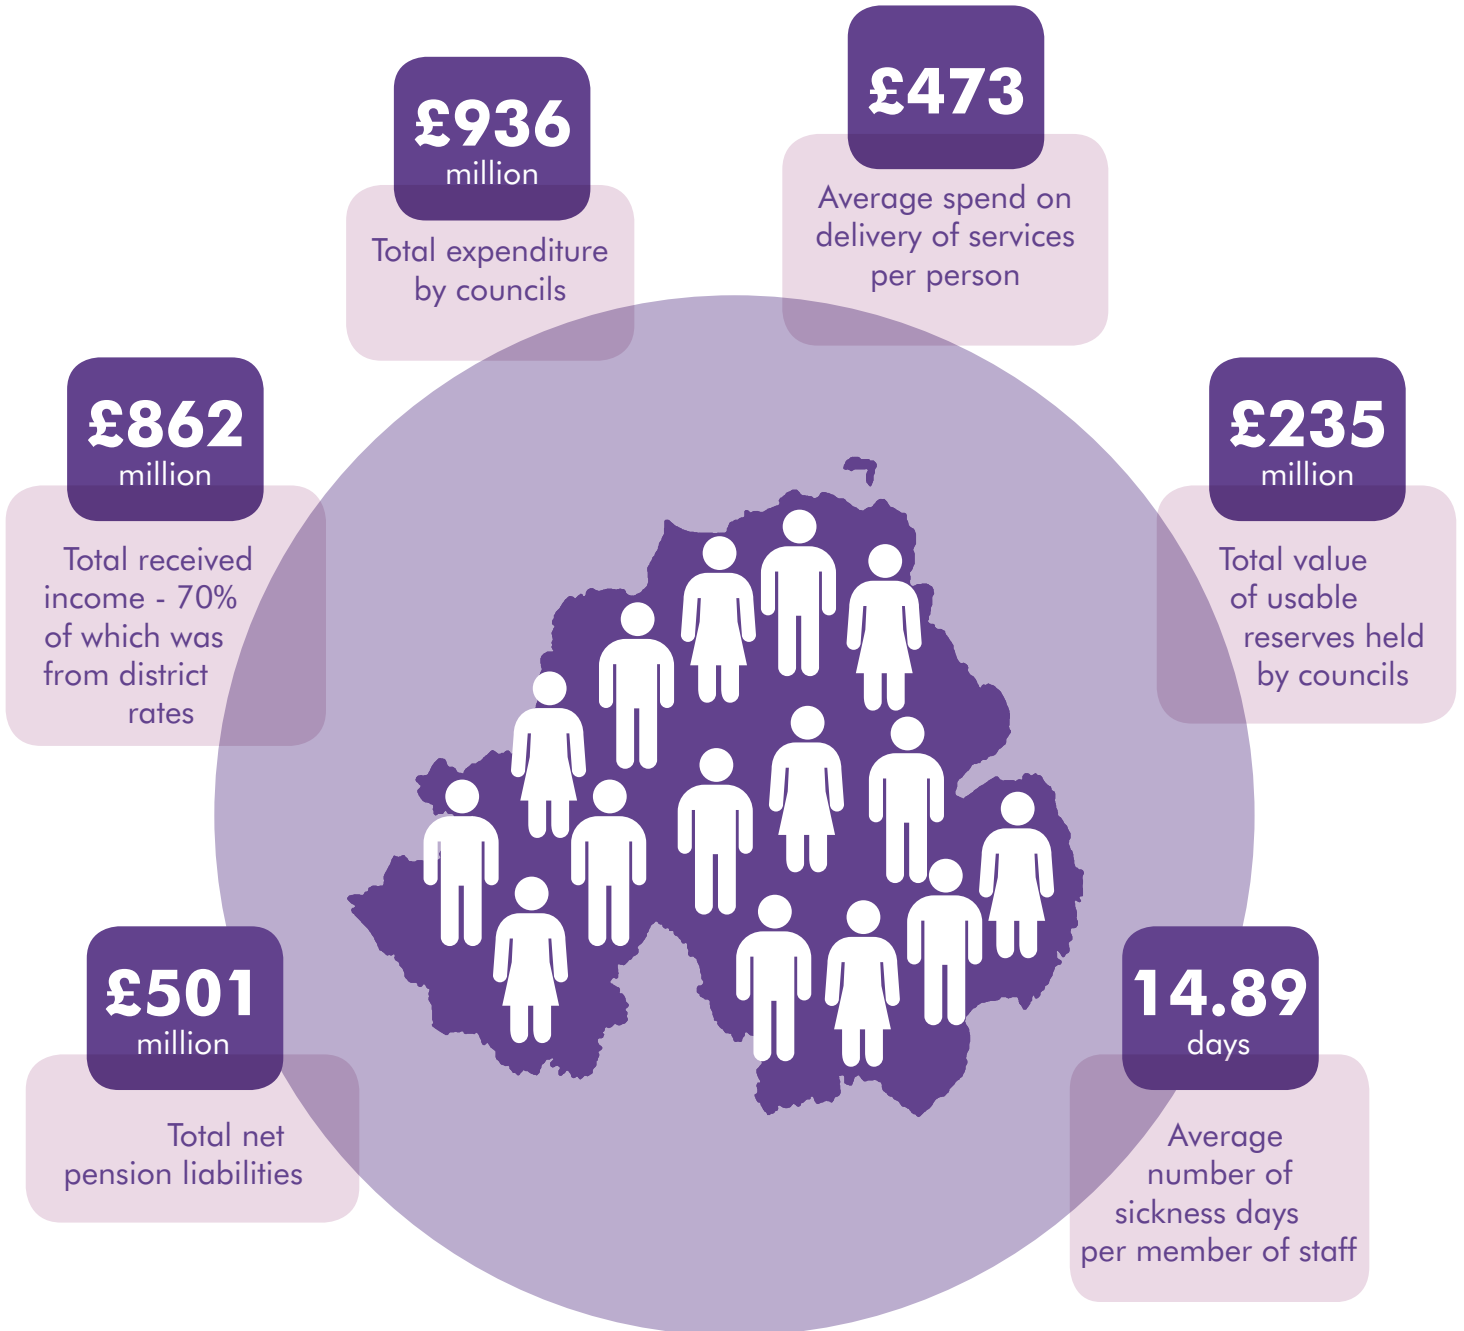 £473
Average spend on
delivery of services
per person
£936
million
Total expenditure
by councils
£862
million
Total received
income - 70%
of which was
from district
rates
£235
million
Total value
of usable
reserves held
by councils
£501
million
Total net
pension liabilities
14.89
days
Average
number of
sickness days
per member of staff